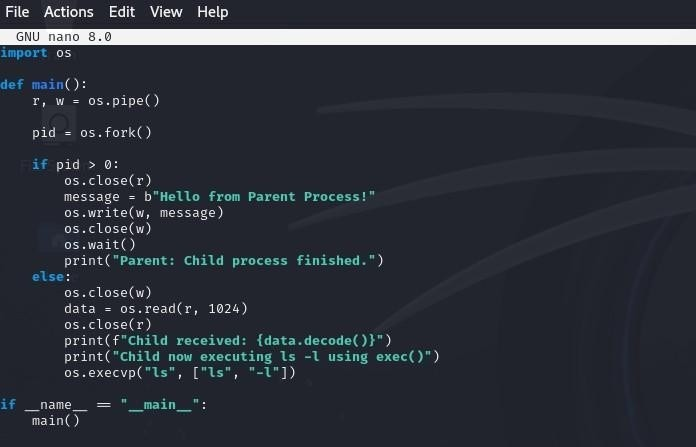 File Actions Edit View Help
GNU nano 8.0
import os
def main():
    r, w = os.pipe()
    pid = os.fork()
    if pid > 0:
        os.close(r)
        message = b"Hello from Parent Process!"
        os.write(w, message)
        os.close(w)
        os.wait()
        print("Parent: Child process finished.")
    else:
        os.close(w)
        data = os.read(r, 1024)
        os.close(r)
        print(f"Child received: {data.decode()}")
        print("Child now executing ls -l using exec()")
        os.execvp("ls", ["ls", "-l"])
if __name__ == "__main__":
    main()